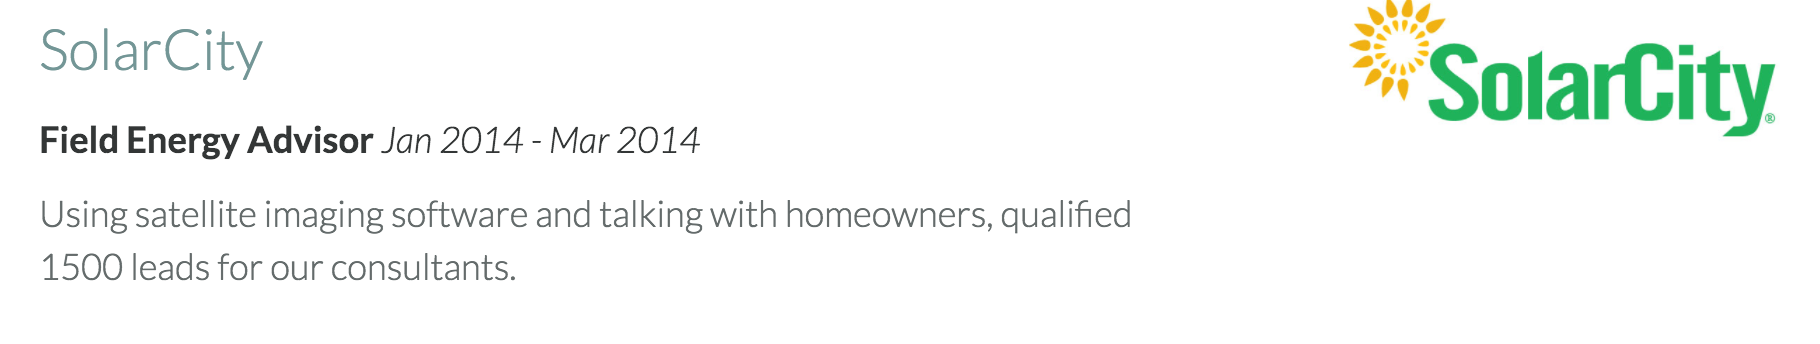 SolarCity
SolarCity®
Field Energy Advisor Jan 2014 - Mar 2014
Using satellite imaging software and talking with homeowners, qualified
1500 leads for our consultants.